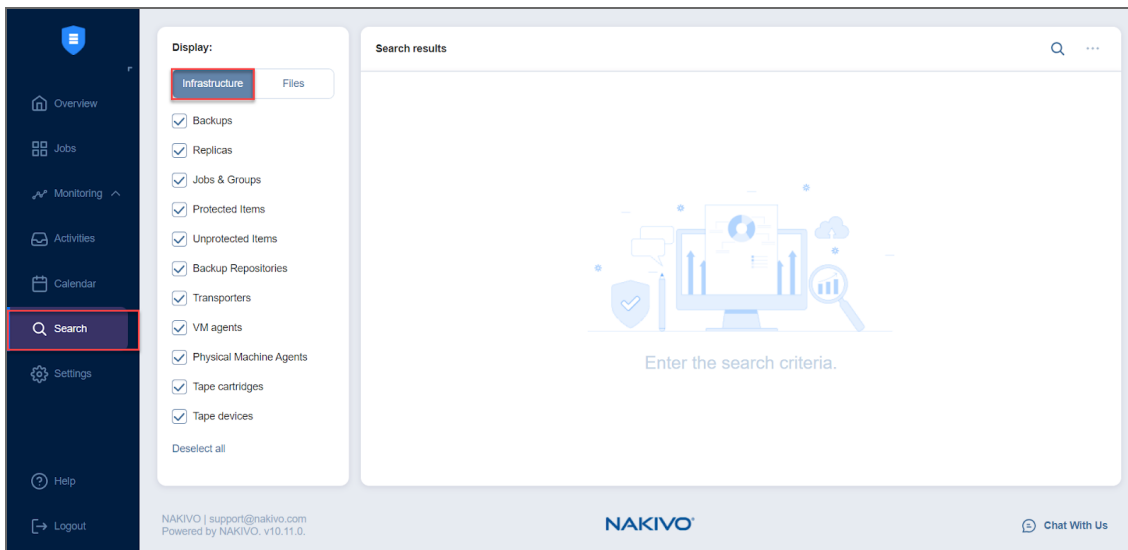 Overview
Jobs
Monitoring
Activities
Calendar
Search
Settings
Help
Logout
Display:
Infrastructure
Files
Backups
Replicas
Jobs & Groups
Protected Items
Unprotected Items
Backup Repositories
Transporters
VM agents
Physical Machine Agents
Tape cartridges
Tape devices
Deselect all
Search results
Enter the search criteria.
NAKIVO | support@nakivo.com
Powered by NAKIVO. v10.11.0.
NAKIVO®
Chat With Us